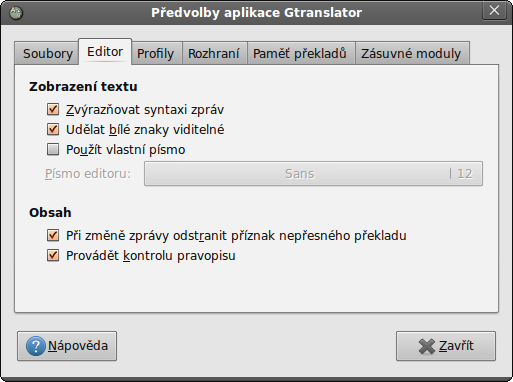 Předvolby aplikace Gtranslator
Soubory Editor Profily Rozhraní Paměť překladů Zásuvné moduly
Zobrazení textu
Zvýrazňovat syntaxi zpráv
Udělat bílé znaky viditelné
Použít vlastní písmo
Písmo editoru: Sans 12
Obsah
Při změně zprávy odstranit příznak nepřesného překladu
Provádět kontrolu pravopisu
Nápověda Zavřít